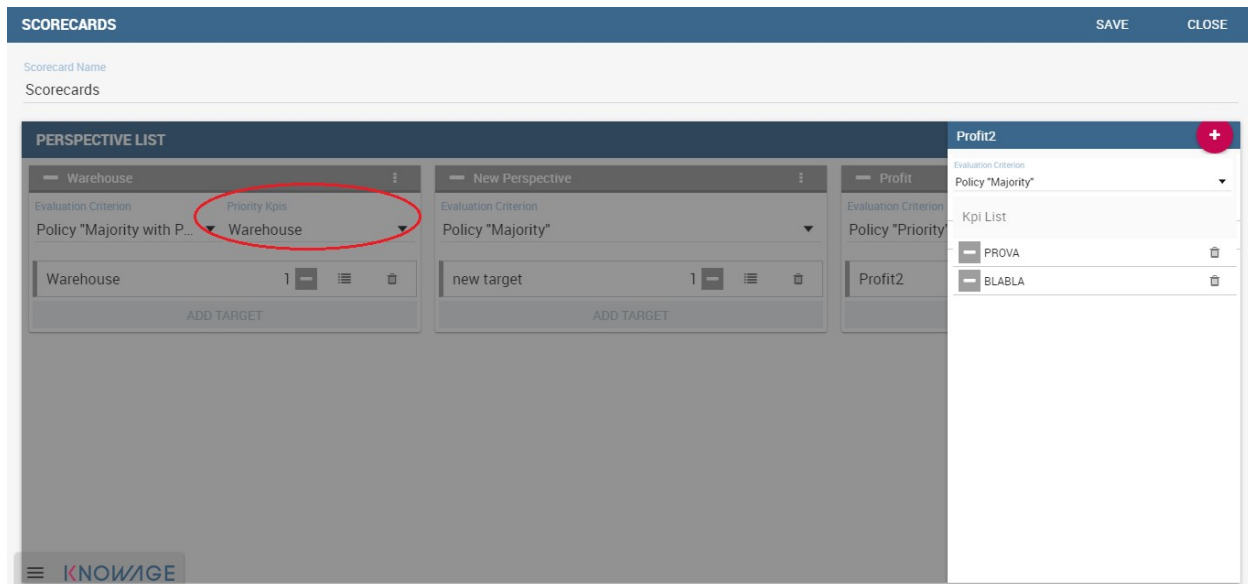 SCORECARDS SAVE CLOSE
Scorecard Name
Scorecards
PERSPECTIVE LIST
Warehouse
Evaluation Criterion Priority Kpis
Policy "Majority with P... Warehouse
Warehouse 1
ADD TARGET
New Perspective
Evaluation Criterion
Policy "Majority"
new target 1
ADD TARGET
Profit
Evaluation Criterion
Policy "Priority"
Profit2
Profit2 +
Evaluation Criterion
Policy "Majority"
Kpi List
PROVA
BLABLA
KNOWAGE